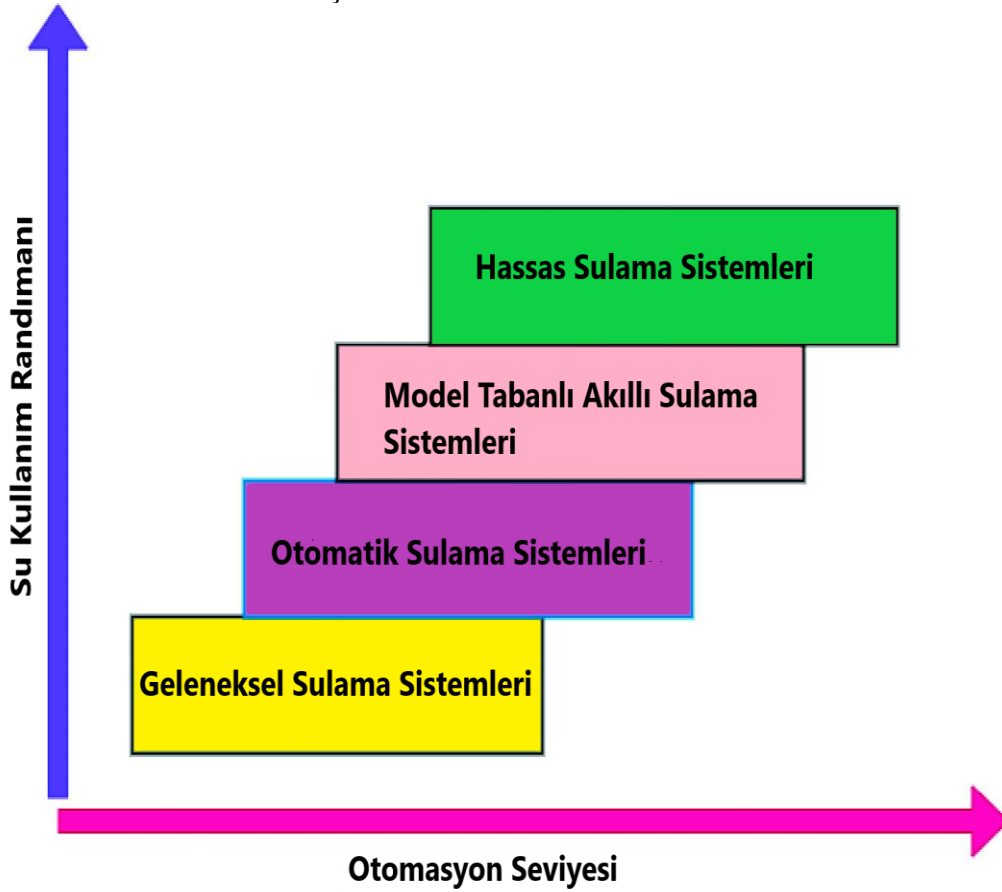 Su Kullanım Randımanı
Hassas Sulama Sistemleri
Model Tabanlı Akıllı Sulama
Sistemleri
Otomatik Sulama Sistemleri
Geleneksel Sulama Sistemleri
Otomasyon Seviyesi